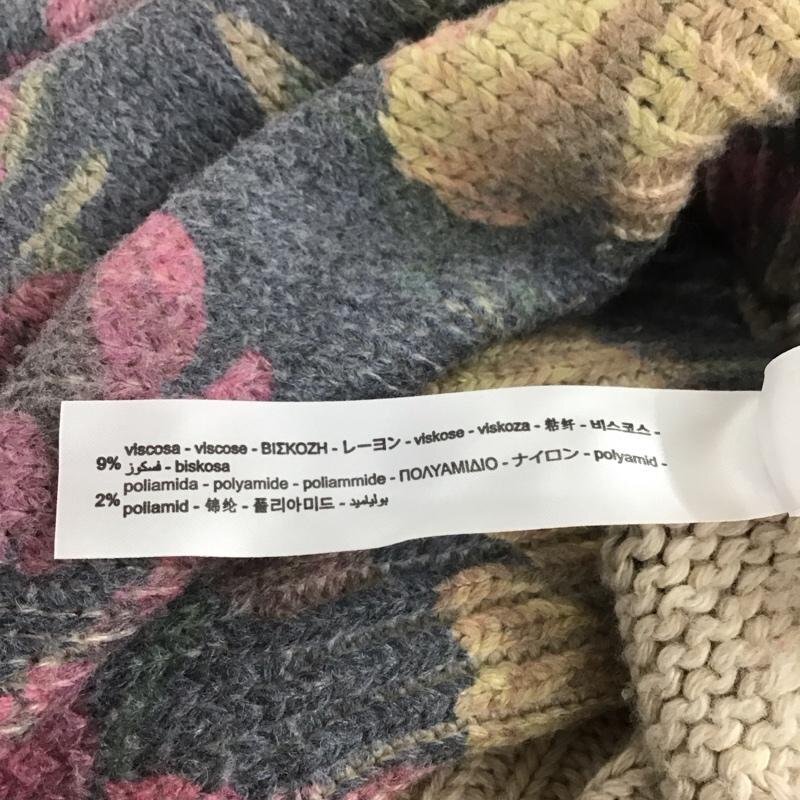 viscosa - viscose - ΒΙΣΚΟΖΗ - レーヨン - viskose - viskoza - 粘纤 - 비스코스 -
9% فسكوز - biskosa
poliamida - polyamide - poliammide - ΠΟΛΥΑΜΙΔΙΟ - ナイロン - polyamid -
2% poliamid - 锦纶 - 폴리아미드 - بولياميد